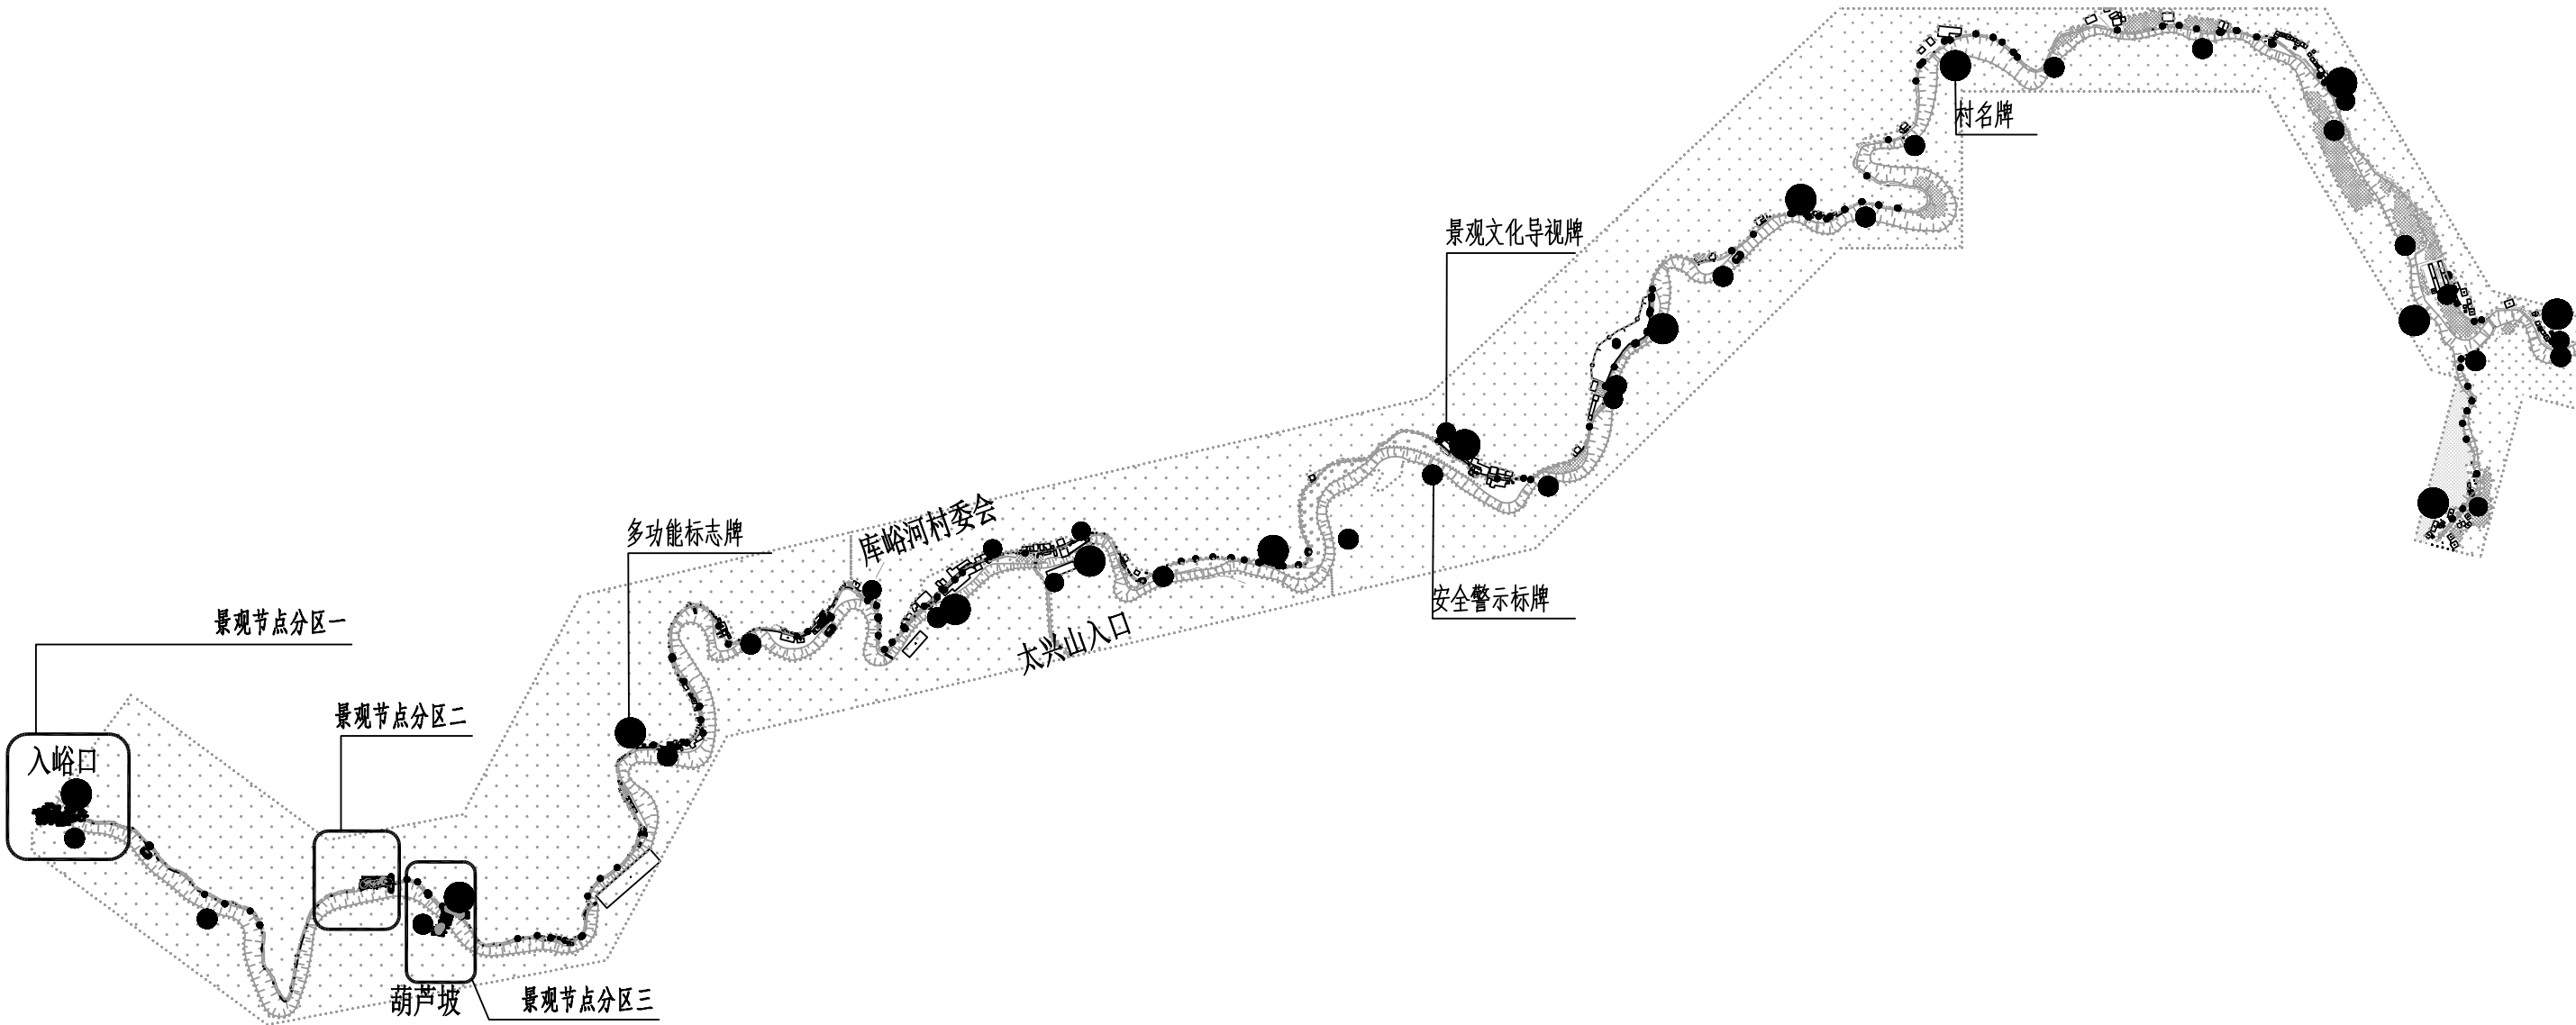 村名牌
景观文化导视牌
库峪河村委会
多功能标志牌
安全警示标牌
太兴山入口
景观节点分区一
景观节点分区二
入峪口
葫芦坡
景观节点分区三